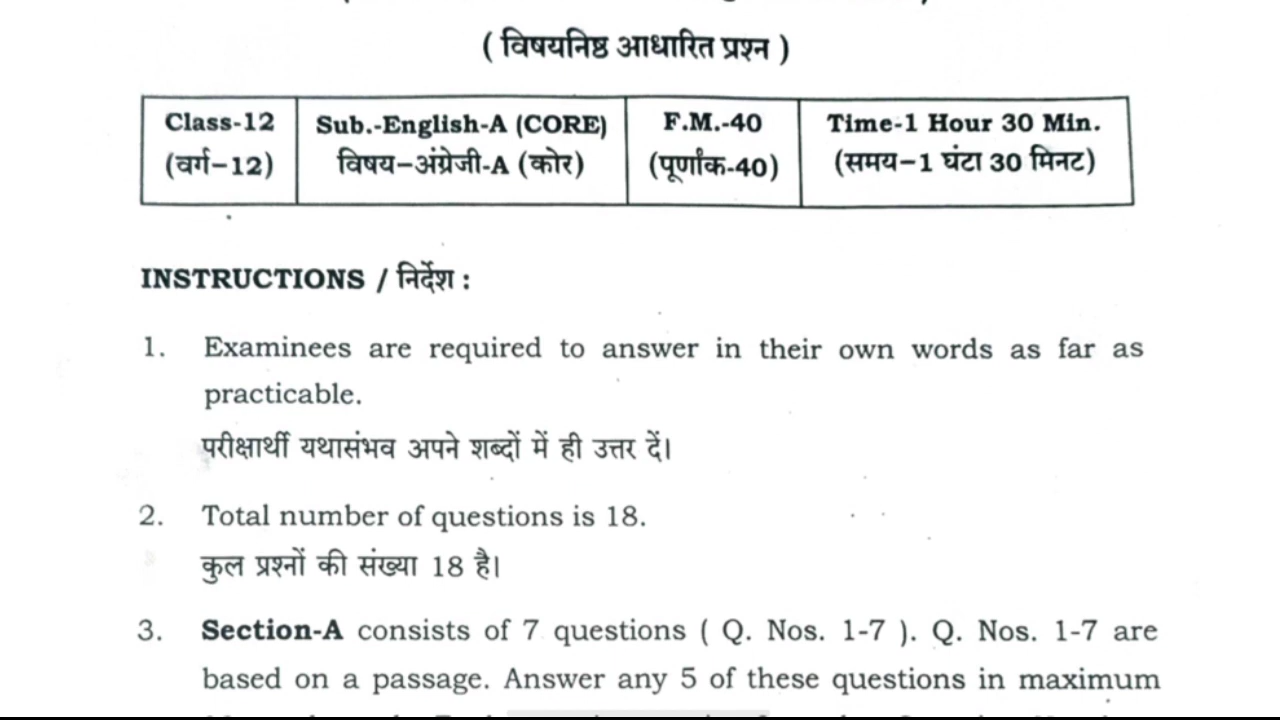 ( विषयनिष्ठ आधारित प्रश्न )
Class-12
(वर्ग–12)
Sub.-English-A (CORE)
विषय–अंग्रेजी-A (कोर)
F.M.-40
(पूर्णांक-40)
Time-1 Hour 30 Min.
(समय–1 घंटा 30 मिनट)
INSTRUCTIONS / निर्देश :
1. Examinees are required to answer in their own words as far as
practicable.
परीक्षार्थी यथासंभव अपने शब्दों में ही उत्तर दें।
2. Total number of questions is 18.
कुल प्रश्नों की संख्या 18 है।
3. Section-A consists of 7 questions ( Q. Nos. 1-7 ). Q. Nos. 1-7 are
based on a passage. Answer any 5 of these questions in maximum